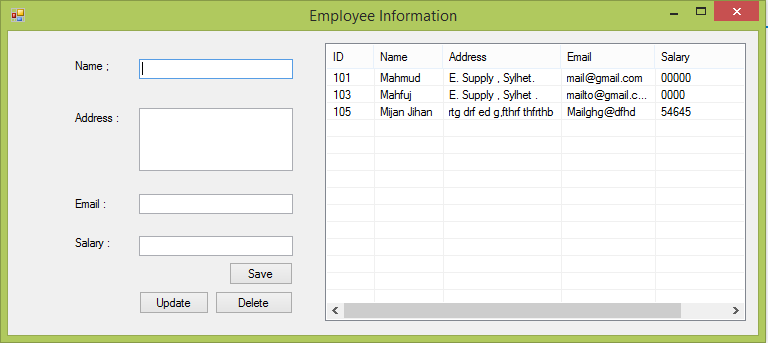 Employee Information
Name ;
Address :
Email :
Salary :
Save
Update Delete
ID Name Address Email Salary
101 Mahmud E. Supply , Sylhet. mail@gmail.com 00000
103 Mahfuj E. Supply , Sylhet . mailto@gmail.c... 0000
105 Mijan Jihan rtg drf ed g,fthrf thfrthb Mailghg@dfhd 54645